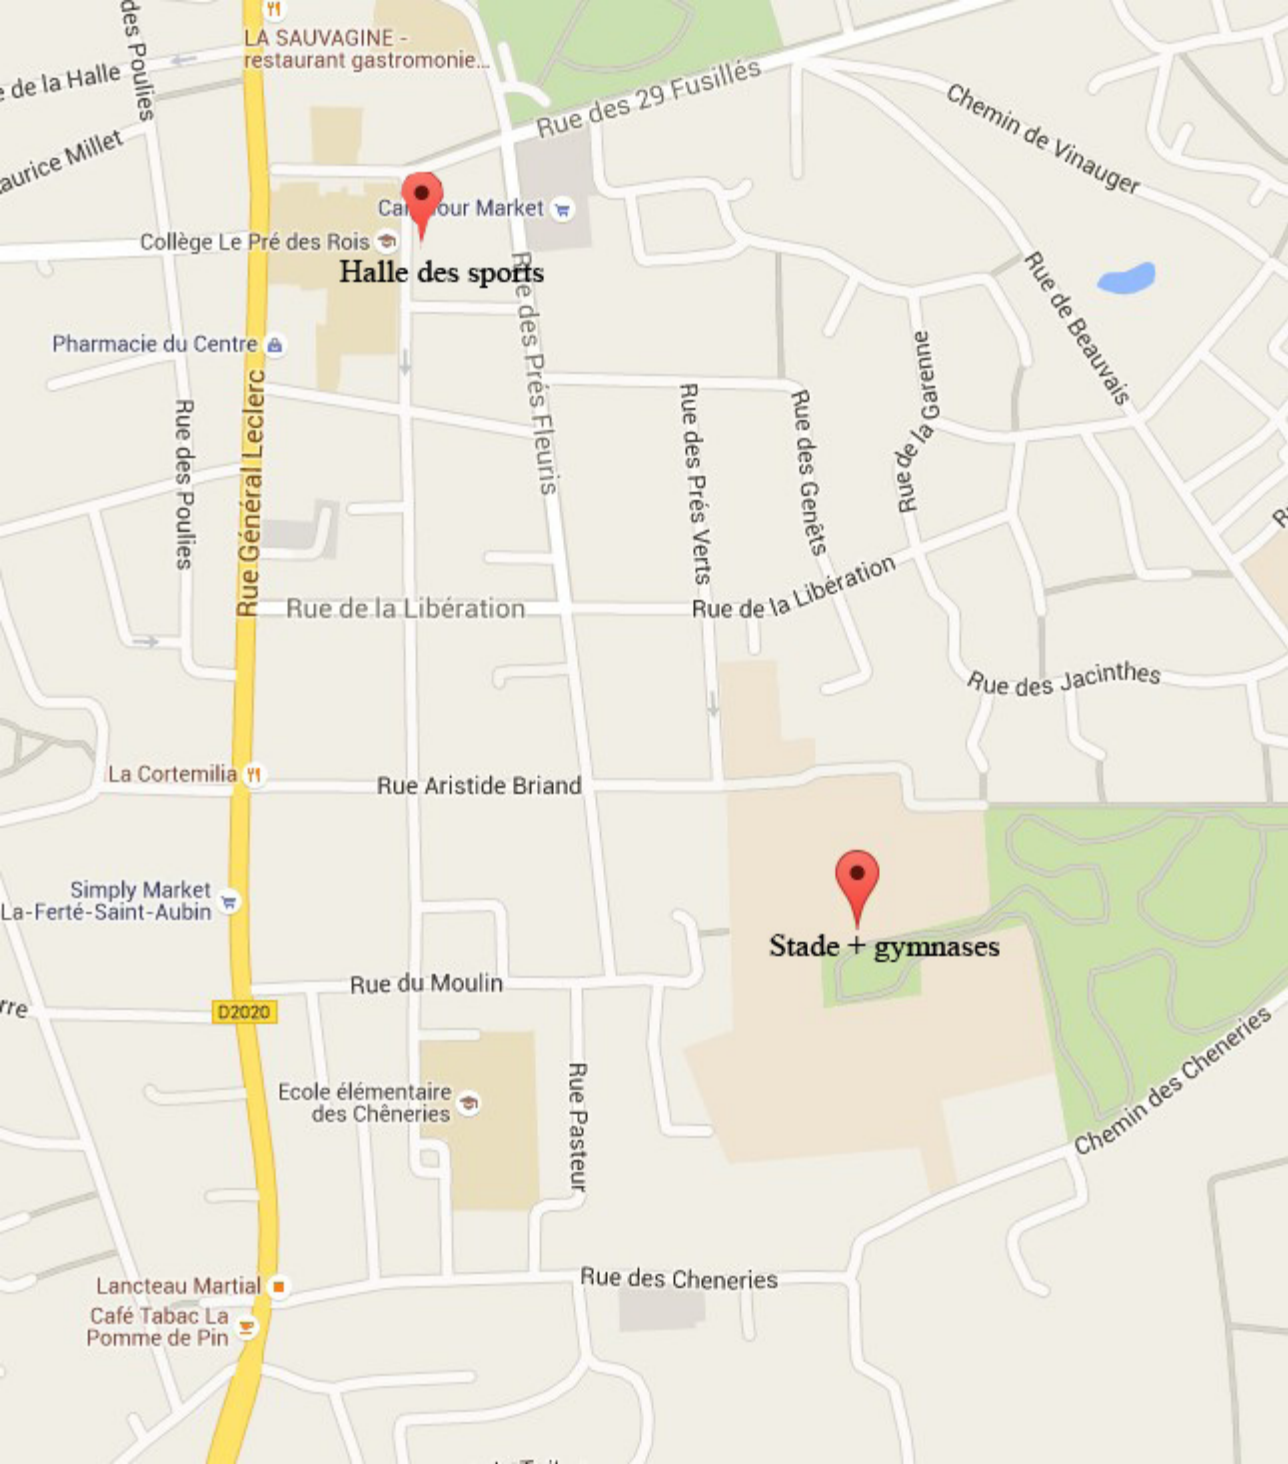 des Poulies
LA SAUVAGINE -
restaurant gastromonie...
e de la Halle
aurice Millet
Rue des 29 Fusillés
Chemin de Vinauger
Market
Collège Le Pré des Rois
Halle des sports
Rue des Prés Fleuris
Rue de Beauvais
Pharmacie du Centre
Rue Général Leclerc
Rue des Poulies
Rue des Prés Verts
Rue des Genêts
Rue de la Garenne
Rue de la Libération
Rue de la Libération
Rue des Jacinthes
La Cortemilia
Rue Aristide Briand
Simply Market
La-Ferté-Saint-Aubin
Stade + gymnases
Rue du Moulin
rre
D2020
Chemin des Cheneries
Ecole élémentaire
des Chêneries
Rue Pasteur
Lancteau Martial
Rue des Cheneries
Café Tabac La
Pomme de Pin